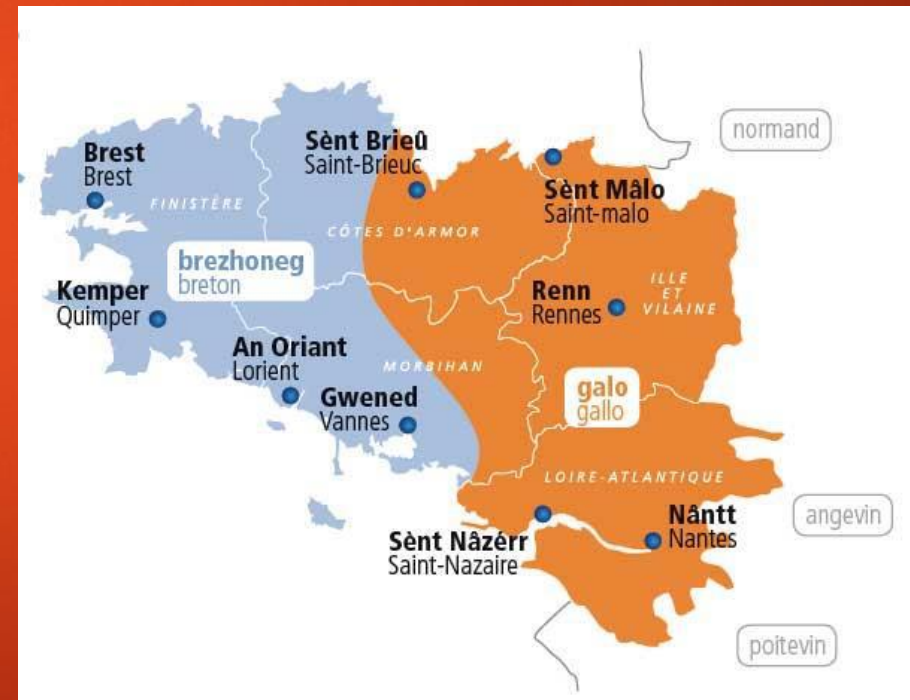 normand
Sènt Brieû
Saint-Brieuc
Brest
Brest
Sènt Mâlo
Saint-malo
FINISTÈRE
CÔTES D'ARMOR
brezhoneg
breton
ILLE
ET
VILAINE
Kemper
Quimper
Renn
Rennes
An Oriant
Lorient
MORBIHAN
Gwened
Vannes
galo
gallo
LOIRE-ATLANTIQUE
Nântt
Nantes
angevin
Sènt Nâzérr
Saint-Nazaire
poitevin